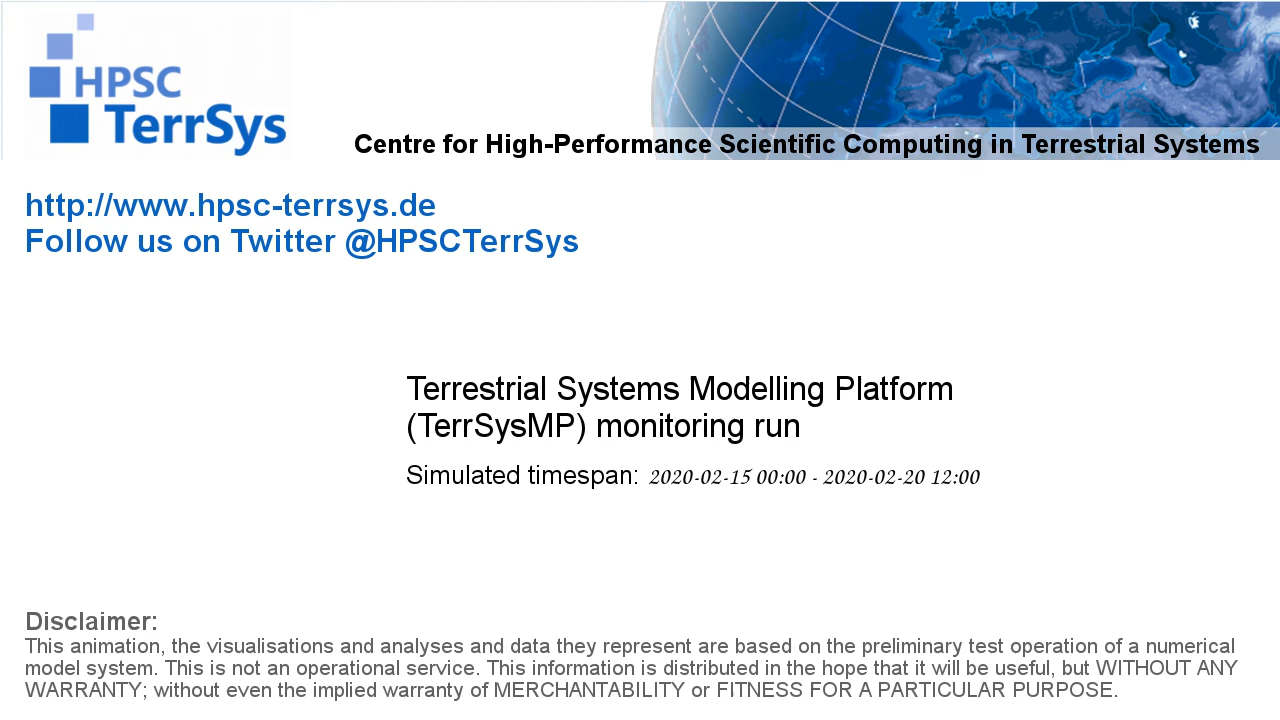 HPSC
TerrSys
Centre for High-Performance Scientific Computing in Terrestrial Systems
http://www.hpsc-terrsys.de
Follow us on Twitter @HPSCTerrSys
Terrestrial Systems Modelling Platform
(TerrSysMP) monitoring run
Simulated timespan: 2020-02-15 00:00 - 2020-02-20 12:00
Disclaimer:
This animation, the visualisations and analyses and data they represent are based on the preliminary test operation of a numerical
model system. This is not an operational service. This information is distributed in the hope that it will be useful, but WITHOUT ANY
WARRANTY; without even the implied warranty of MERCHANTABILITY or FITNESS FOR A PARTICULAR PURPOSE.